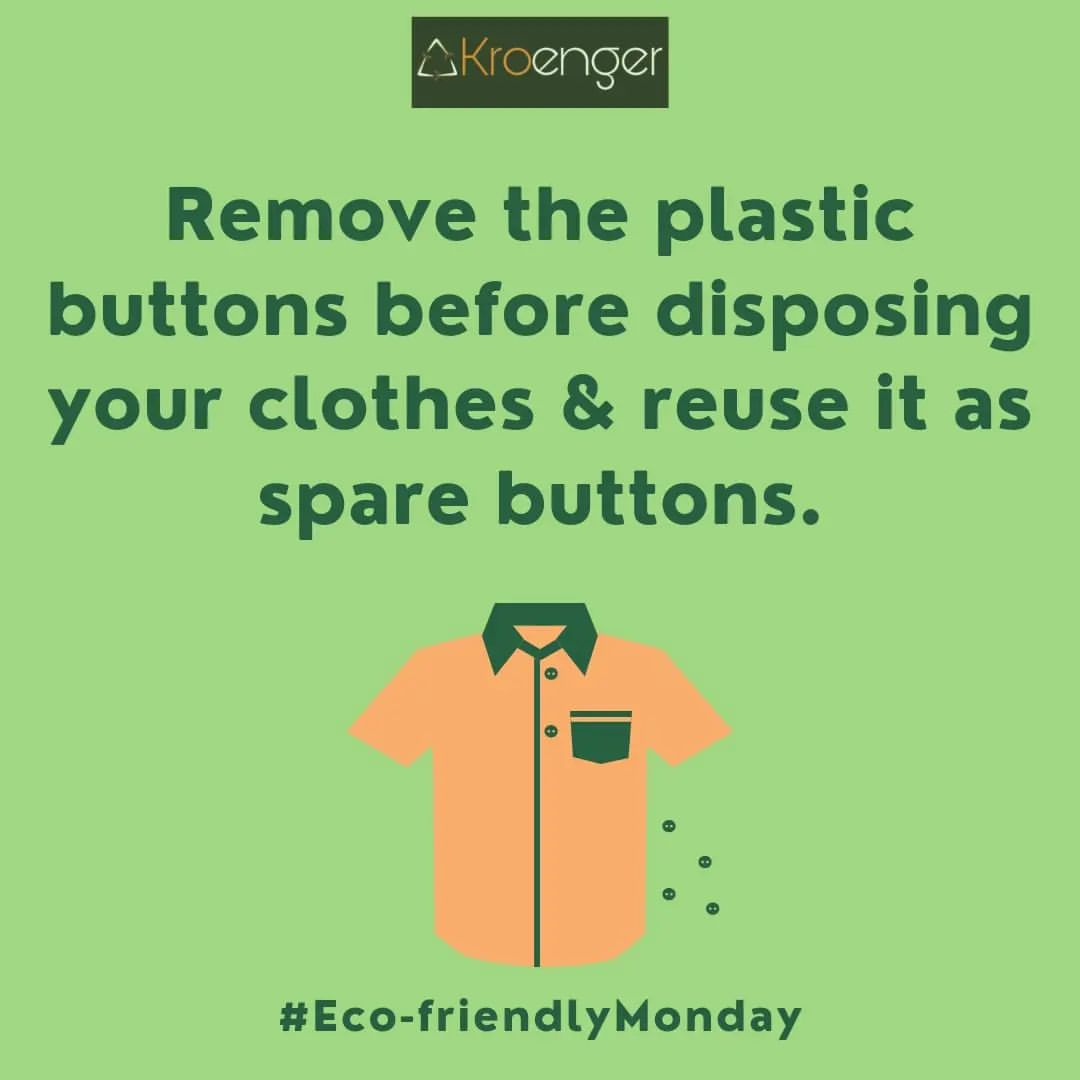 Kroenger
Remove the plastic
buttons before disposing
your clothes & reuse it as
spare buttons.
#Eco-friendlyMonday